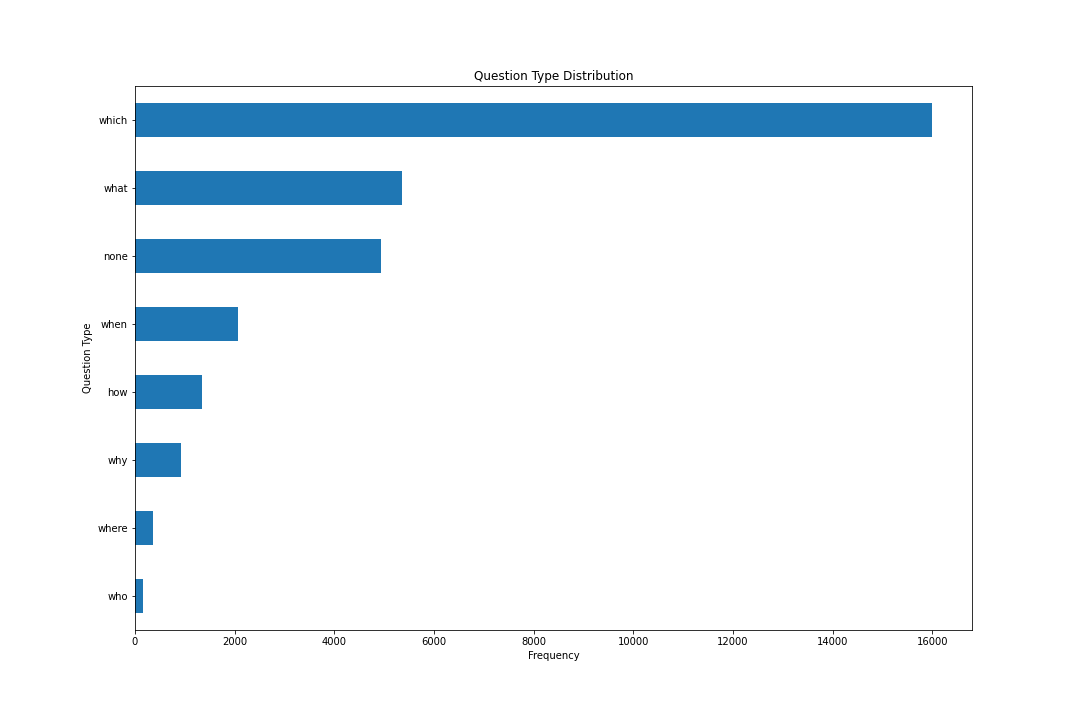 Question Type Distribution
which
what
none
when
how
why
where
who
Question Type
0 2000 4000 6000 8000 10000 12000 14000 16000
Frequency